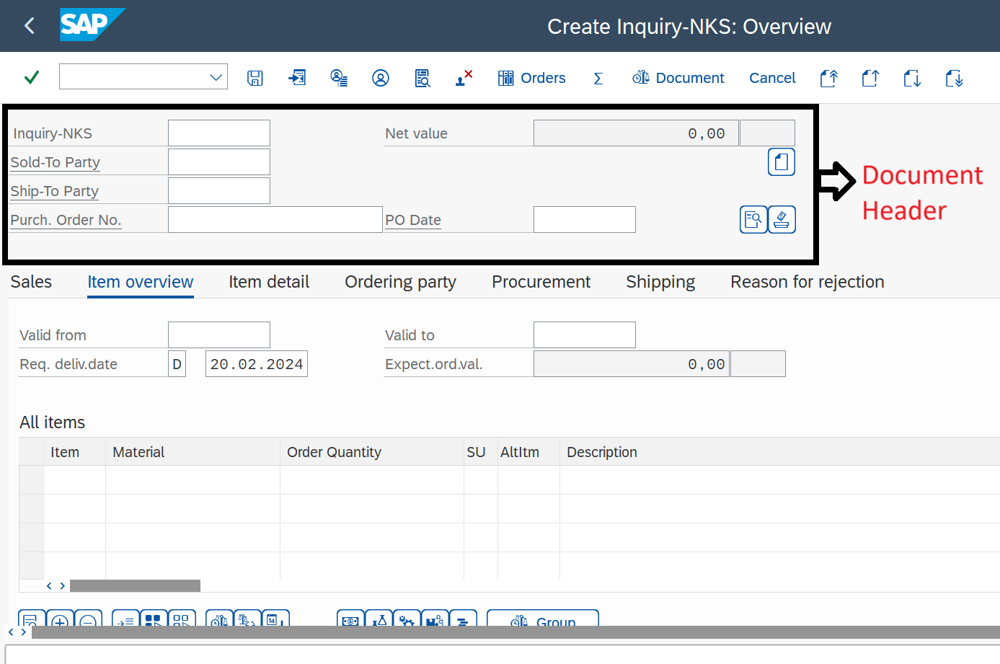 SAP
Create Inquiry-NKS: Overview
Orders Σ Document Cancel
Inquiry-NKS Net value 0,00
Sold-To Party
Ship-To Party
Purch. Order No. PO Date
Document
Header
Sales Item overview Item detail Ordering party Procurement Shipping Reason for rejection
Valid from Valid to
Req. deliv.date D 20.02.2024 Expect.ord.val. 0,00
All items
Item Material Order Quantity SU AltItm Description
14 Group